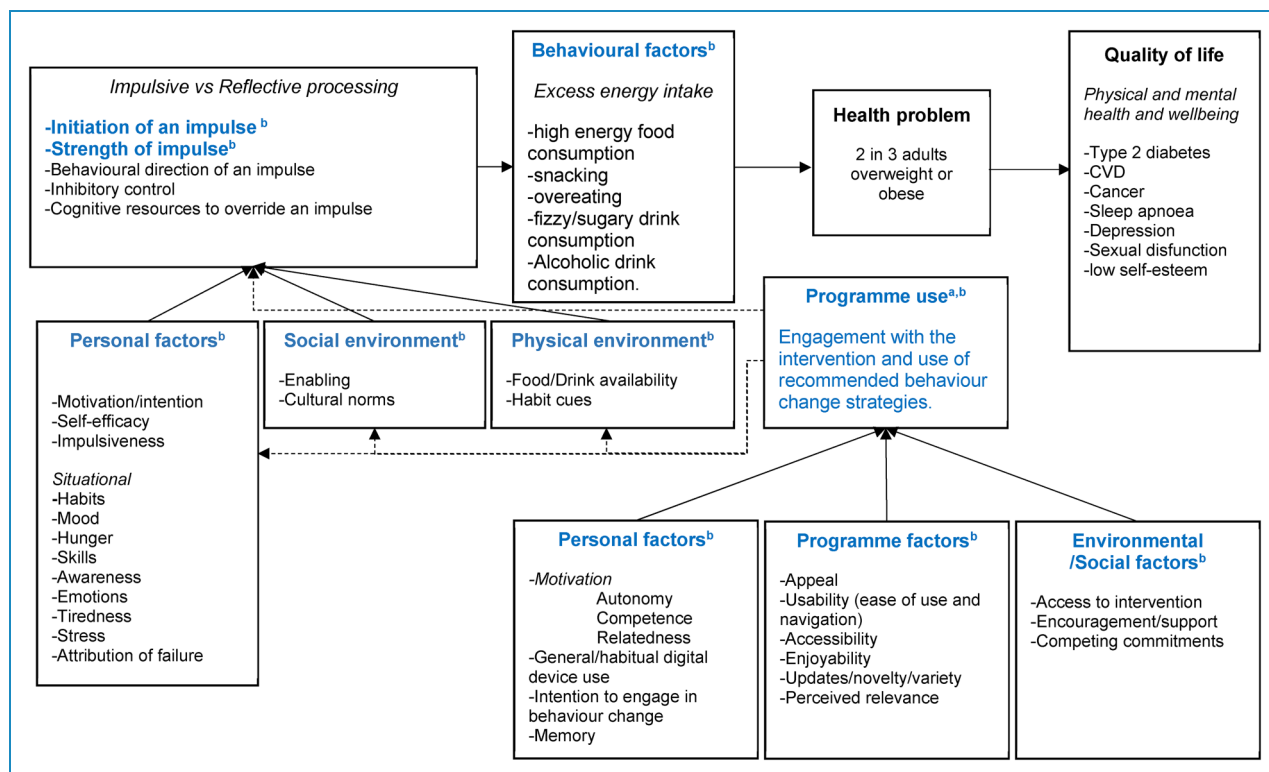 Impulsive vs Reflective processing
-Initiation of an impulse b
-Strength of impulseb
-Behavioural direction of an impulse
-Inhibitory control
-Cognitive resources to override an impulse
Behavioural factorsb
Excess energy intake
-high energy food
consumption
-snacking
-overeating
-fizzy/sugary drink
consumption
-Alcoholic drink
consumption.
Health problem
2 in 3 adults
overweight or
obese
Quality of life
Physical and mental
health and wellbeing
-Type 2 diabetes
-CVD
-Cancer
-Sleep apnoea
-Depression
-Sexual disfunction
-low self-esteem
Personal factorsb
-Motivation/intention
-Self-efficacy
-Impulsiveness
Situational
-Habits
-Mood
-Hunger
-Skills
-Awareness
-Emotions
-Tiredness
-Stress
-Attribution of failure
Social environmentb
-Enabling
-Cultural norms
Physical environmentb
-Food/Drink availability
-Habit cues
Programme usea,b
Engagement with the
intervention and use of
recommended behaviour
change strategies.
Personal factorsb
-Motivation
Autonomy
Competence
Relatedness
-General/habitual digital
device use
-Intention to engage in
behaviour change
-Memory
Programme factorsb
-Appeal
-Usability (ease of use and
navigation)
-Accessibility
-Enjoyability
-Updates/novelty/variety
-Perceived relevance
Environmental
/Social factorsb
-Access to intervention
-Encouragement/support
-Competing commitments